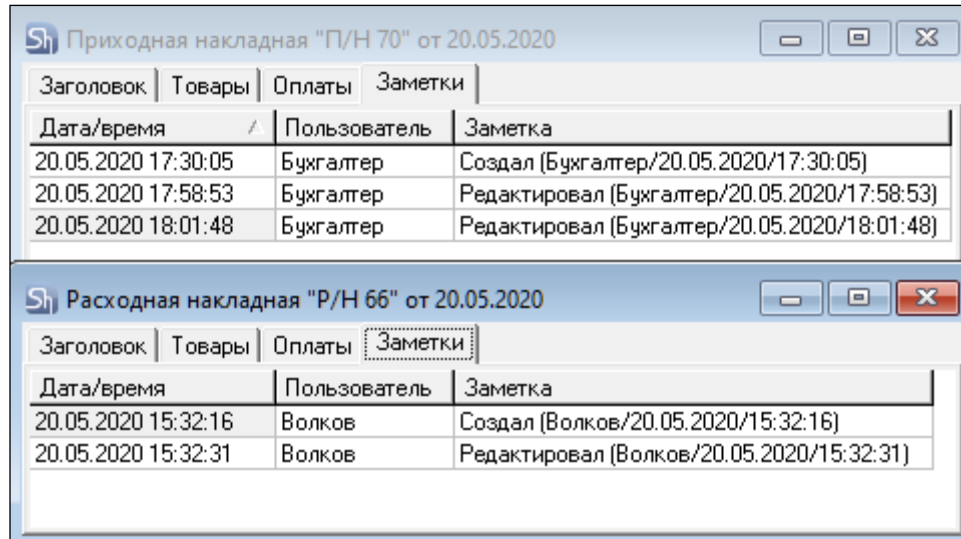 Sh Приходная накладная "П/Н 70" от 20.05.2020
Заголовок Товары Оплаты Заметки
Дата/время Пользователь Заметка
20.05.2020 17:30:05 Бухгалтер Создал (Бухгалтер/20.05.2020/17:30:05)
20.05.2020 17:58:53 Бухгалтер Редактировал (Бухгалтер/20.05.2020/17:58:53)
20.05.2020 18:01:48 Бухгалтер Редактировал (Бухгалтер/20.05.2020/18:01:48)
Sh Расходная накладная "Р/Н 66" от 20.05.2020
Заголовок Товары Оплаты Заметки
Дата/время Пользователь Заметка
20.05.2020 15:32:16 Волков Создал (Волков/20.05.2020/15:32:16)
20.05.2020 15:32:31 Волков Редактировал (Волков/20.05.2020/15:32:31)